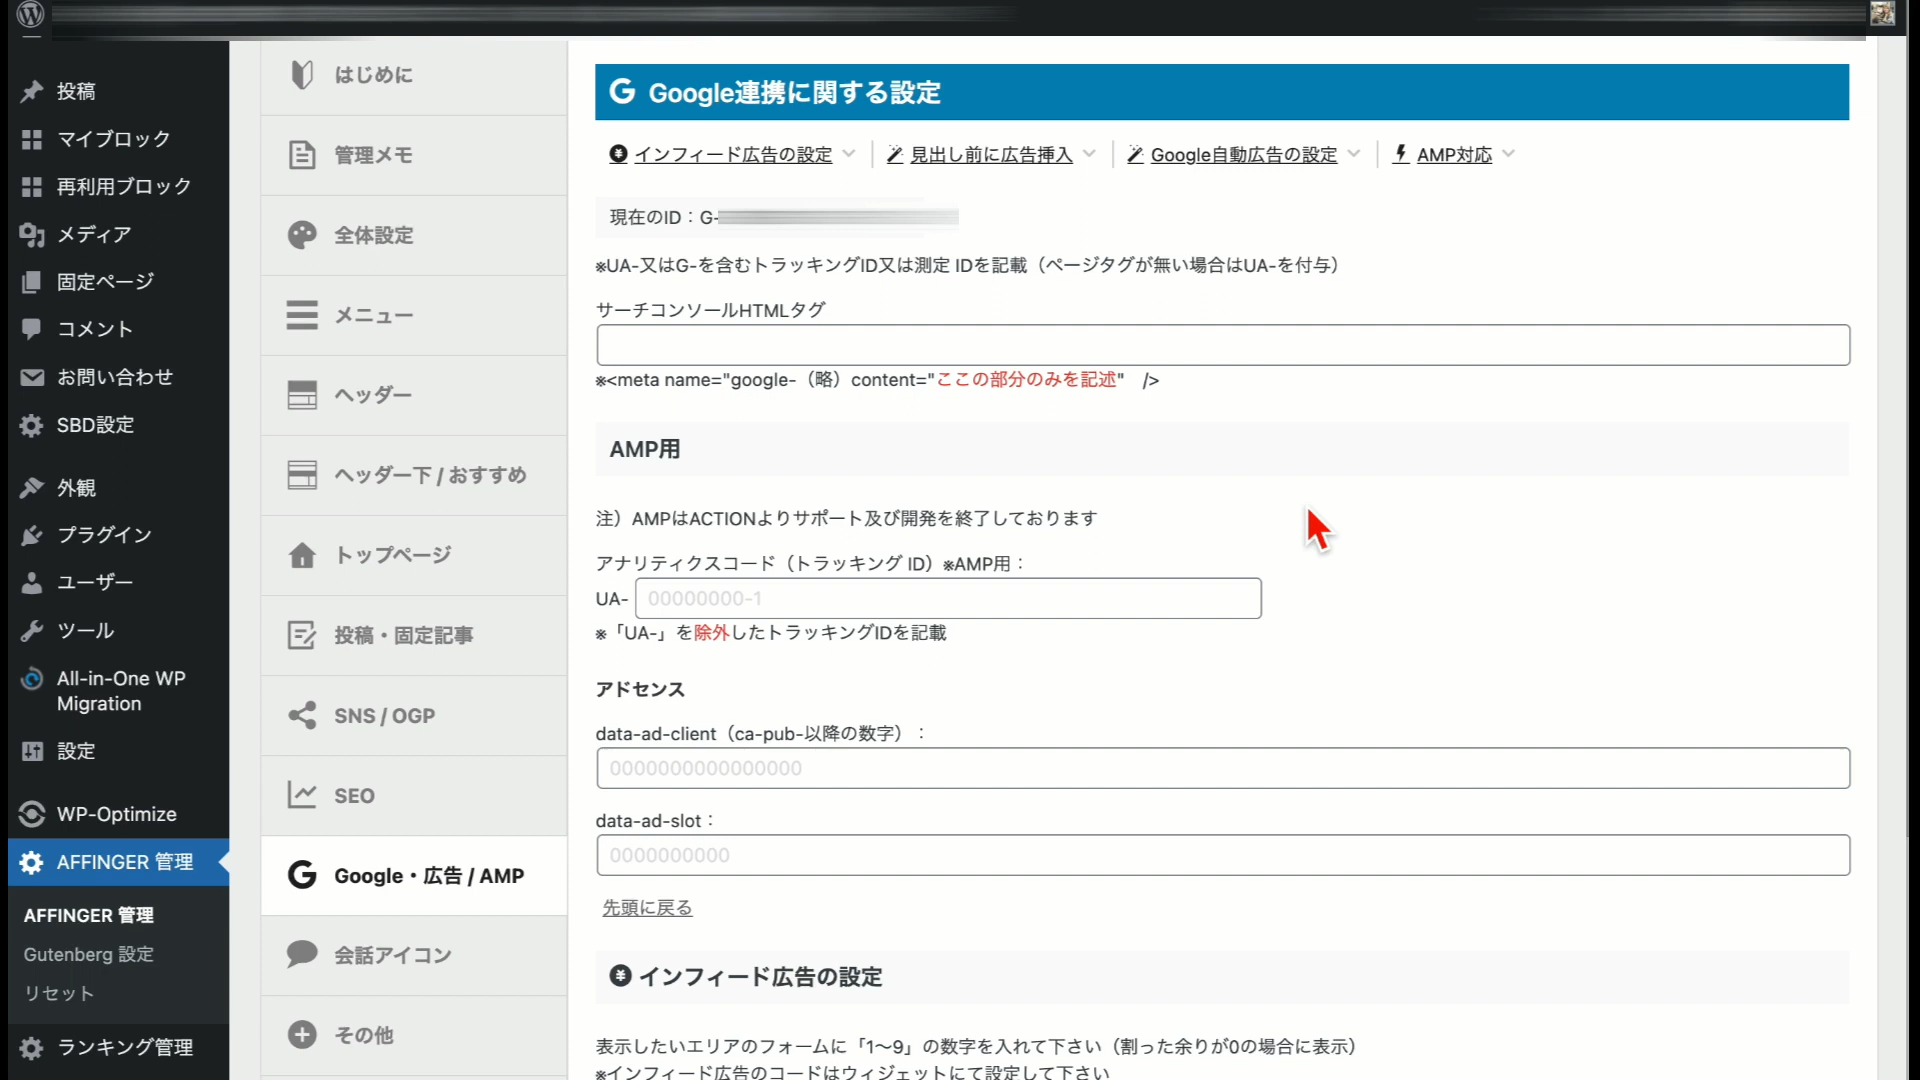 投稿
マイブロック
再利用ブロック
メディア
固定ページ
コメント
お問い合わせ
SBD設定
外観
プラグイン
ユーザー
ツール
All-in-One WP
Migration
設定
WP-Optimize
AFFINGER 管理
AFFINGER 管理
Gutenberg 設定
リセット
ランキング管理
はじめに
管理メモ
全体設定
メニュー
ヘッダー
ヘッダー下 / おすすめ
トップページ
投稿・固定記事
SNS / OGP
SEO
Google・広告 / AMP
会話アイコン
その他
Google連携に関する設定
インフィード広告の設定 見出し前に広告挿入 Google自動広告の設定 AMP対応
現在のID：G-
※UA-又はG-を含むトラッキングID又は測定 IDを記載（ページタグが無い場合はUA-を付与）
サーチコンソールHTMLタグ
※<meta name="google-（略）content="ここの部分のみを記述" />
AMP用
注）AMPはACTIONよりサポート及び開発を終了しております
アナリティクスコード（トラッキング ID）※AMP用：
UA- 00000000-1
※「UA-」を除外したトラッキングIDを記載
アドセンス
data-ad-client（ca-pub-以降の数字）：
0000000000000000
data-ad-slot：
0000000000
先頭に戻る
インフィード広告の設定
表示したいエリアのフォームに「1〜9」の数字を入れて下さい（割った余りが0の場合に表示）
※インフィード広告のコードはウィジェットにて設定して下さい